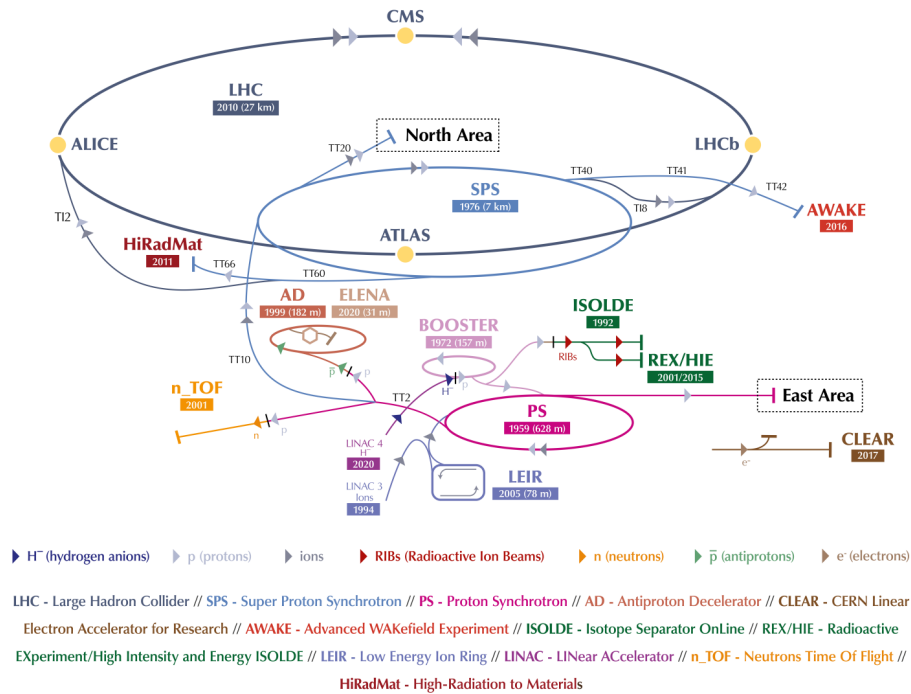 CMS
LHC
2010 (27 km)
North Area
TT20
ALICE
LHCb
TT40
TT41
SPS
1976 (7 km)
TI8
TT42
AWAKE
2016
TI2
ATLAS
HiRadMat
2011
TT66
TT60
AD
1999 (182 m)
ELENA
2020 (31 m)
ISOLDE
1992
BOOSTER
1972 (157 m)
RIBs
REX/HIE
2001/2015
TT10
p̅
p
H⁻
p
n_TOF
2001
TT2
East Area
PS
1959 (628 m)
n
p
LINAC 4
H⁻
2020
CLEAR
2017
e⁻
LINAC 3
Ions
1994
LEIR
2005 (78 m)
H⁻ (hydrogen anions)
p (protons)
ions
RIBs (Radioactive Ion Beams)
n (neutrons)
p̅ (antiprotons)
e⁻ (electrons)
LHC - Large Hadron Collider // SPS - Super Proton Synchrotron // PS - Proton Synchrotron // AD - Antiproton Decelerator // CLEAR - CERN Linear
Electron Accelerator for Research // AWAKE - Advanced WAKefield Experiment // ISOLDE - Isotope Separator OnLine // REX/HIE - Radioactive
EXperiment/High Intensity and Energy ISOLDE // LEIR - Low Energy Ion Ring // LINAC - LINear ACcelerator // n_TOF - Neutrons Time Of Flight //
HiRadMat - High-Radiation to Materials